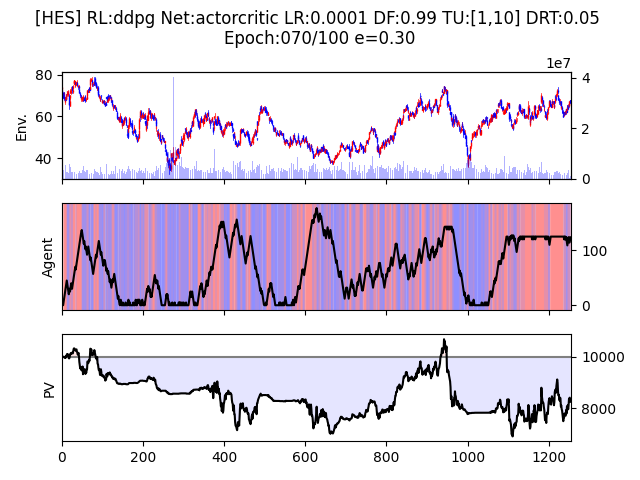 [HES] RL:ddpg Net:actorcritic LR:0.0001 DF:0.99 TU:[1,10] DRT:0.05
Epoch:070/100 e=0.30
1e7
80
60
40
Env.
4
2
0
Agent
100
0
PV
10000
8000
0 200 400 600 800 1000 1200